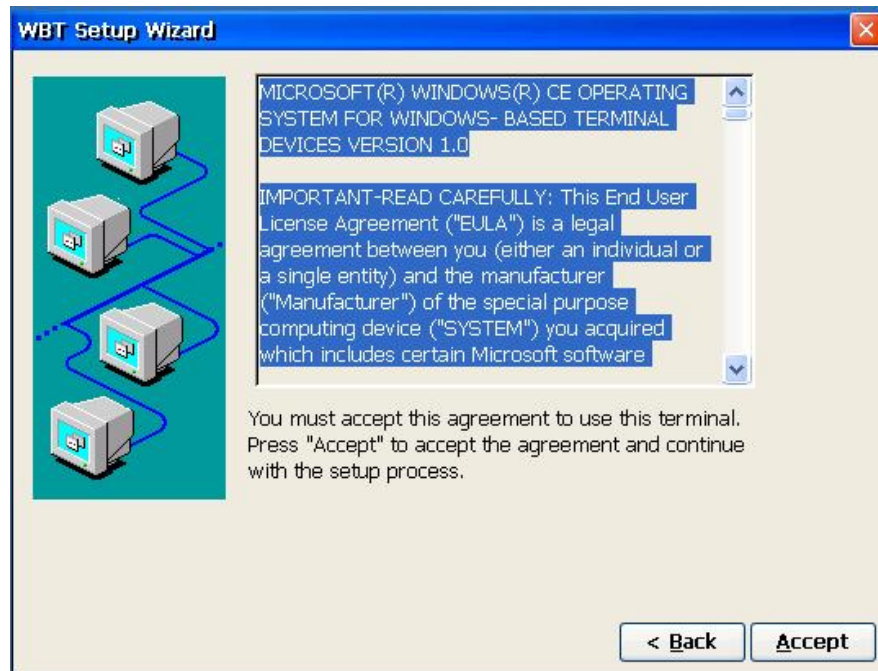 WBT Setup Wizard
MICROSOFT(R) WINDOWS(R) CE OPERATING
SYSTEM FOR WINDOWS- BASED TERMINAL
DEVICES VERSION 1.0
IMPORTANT-READ CAREFULLY: This End User
License Agreement ("EULA") is a legal
agreement between you (either an individual or
a single entity) and the manufacturer
("Manufacturer") of the special purpose
computing device ("SYSTEM") you acquired
which includes certain Microsoft software
You must accept this agreement to use this terminal.
Press "Accept" to accept the agreement and continue
with the setup process.
< Back
Accept